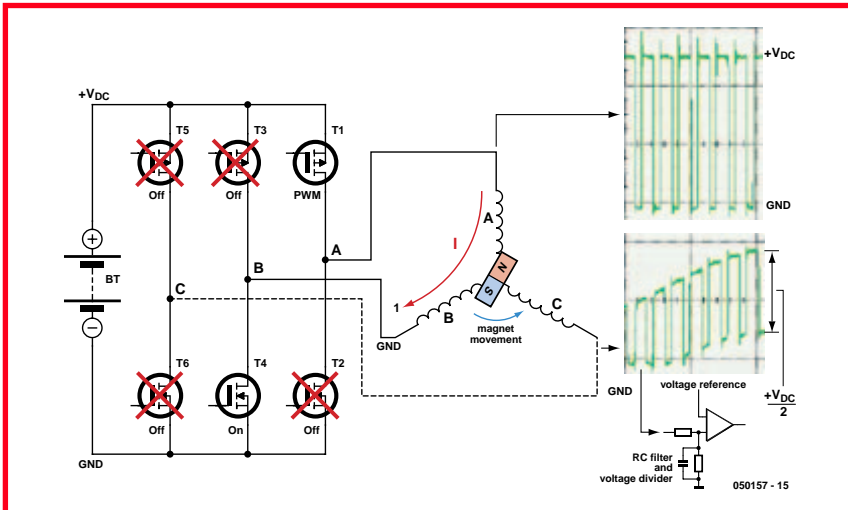 +VDC
T5
T3
T1
Off
Off
PWM
+VDC
GND
A
I
A
N
S
B
BT
C
1
B
C
GND
magnet
movement
T6
T4
T2
Off
On
Off
GND
GND
voltage reference
+VDC
2
RC filter
and
voltage divider
050157 - 15